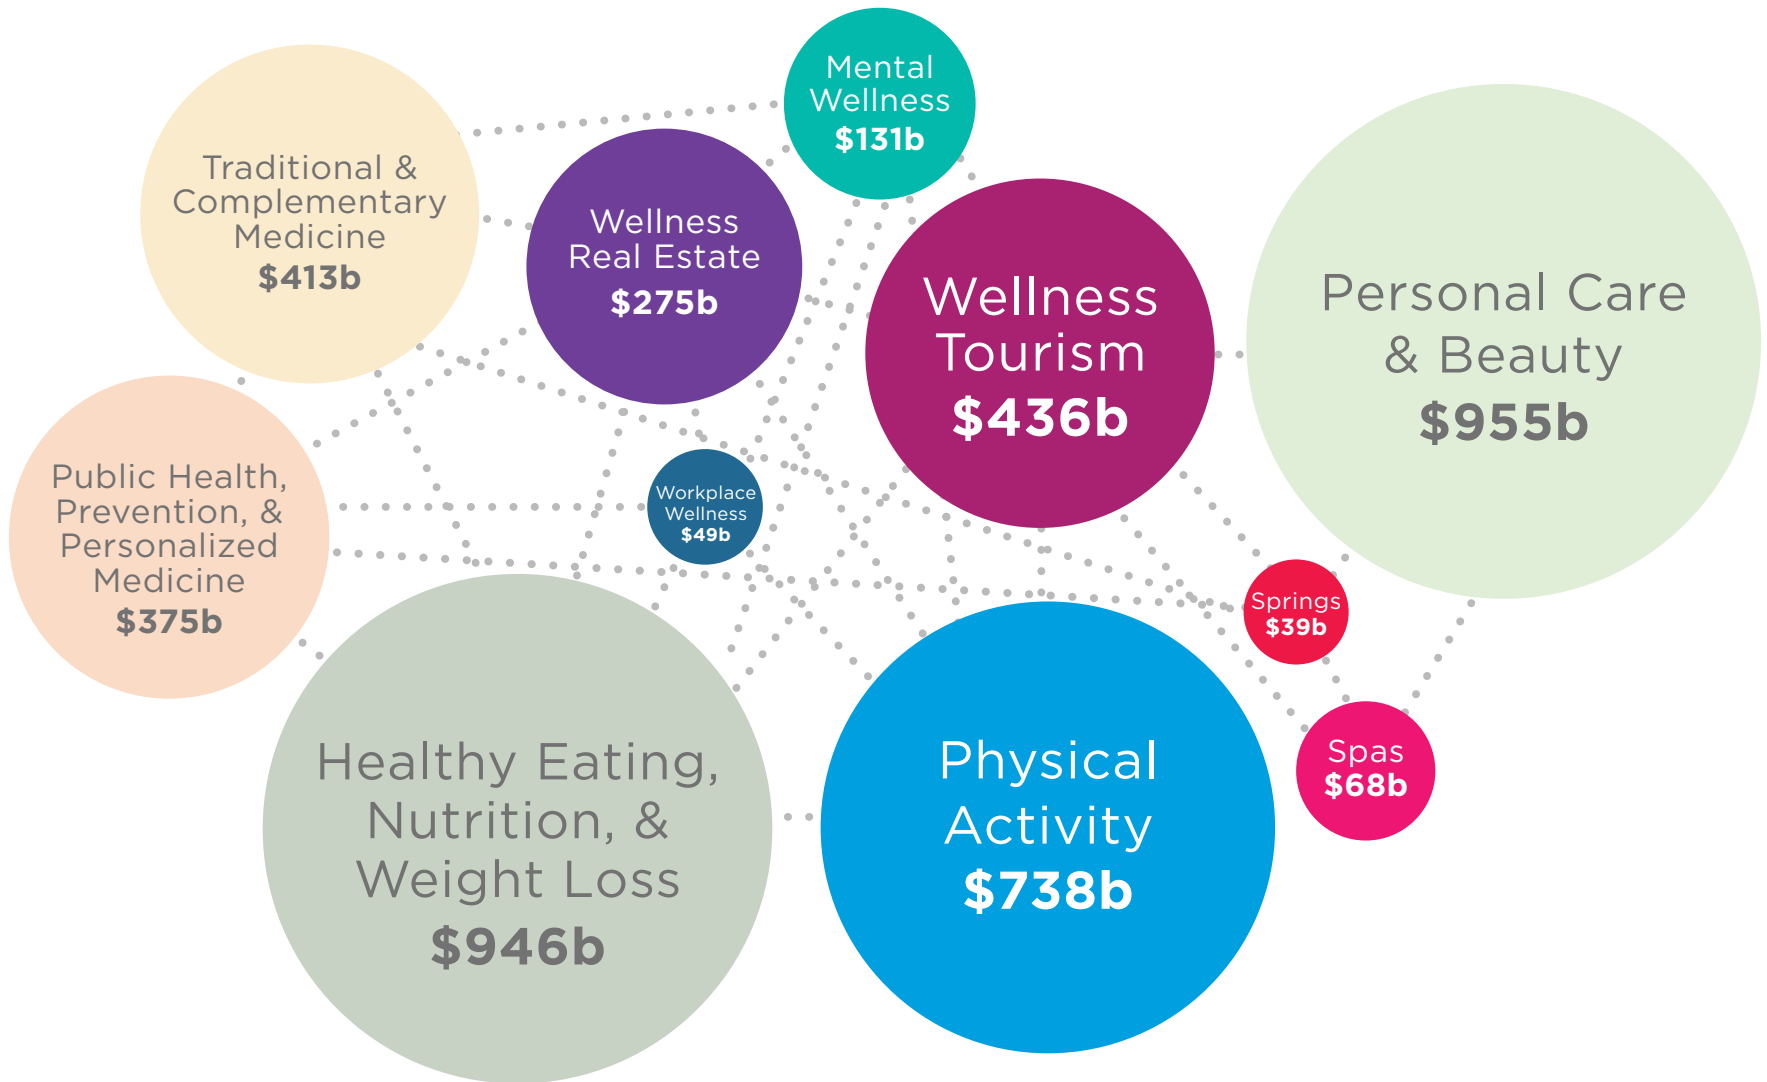 Mental
Wellness
$131b
Traditional &
Complementary
Medicine
$413b
Wellness
Real Estate
$275b
Wellness
Tourism
$436b
Personal Care
& Beauty
$955b
Public Health,
Prevention, &
Personalized
Medicine
$375b
Workplace
Wellness
$49b
Springs
$39b
Healthy Eating,
Nutrition, &
Weight Loss
$946b
Physical
Activity
$738b
Spas
$68b